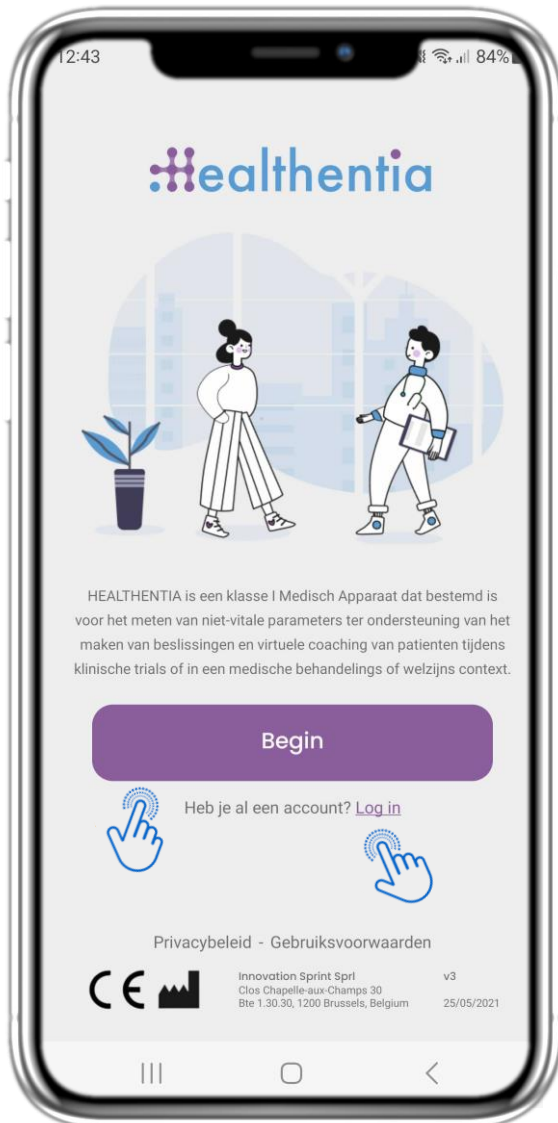 12:43
84%
Healthentia
HEALTHENTIA is een klasse I Medisch Apparaat dat bestemd is
voor het meten van niet-vitale parameters ter ondersteuning van het
maken van beslissingen en virtuele coaching van patienten tijdens
klinische trials of in een medische behandelings of welzijns context.
Begin
Heb je al een account? Log in
Privacybeleid - Gebruiksvoorwaarden
CE
Innovation Sprint Sprl
Clos Chapelle-aux-Champs 30
Bte 1.30.30, 1200 Brussels, Belgium
v3
25/05/2021